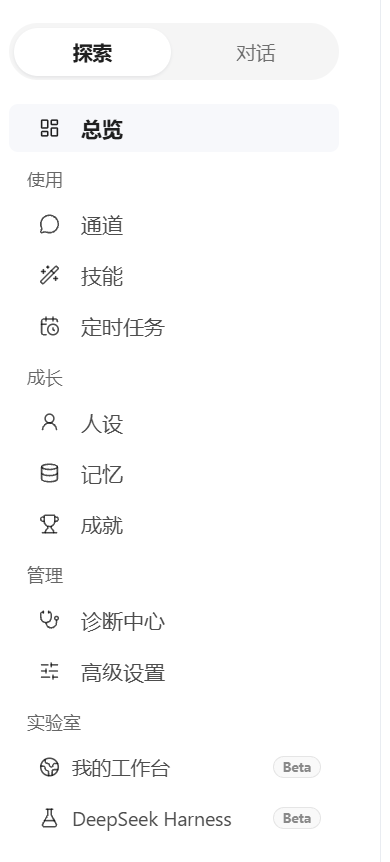 探索 对话
总览
使用
通道
技能
定时任务
成长
人设
记忆
成就
管理
诊断中心
高级设置
实验室
我的工作台 Beta
DeepSeek Harness Beta